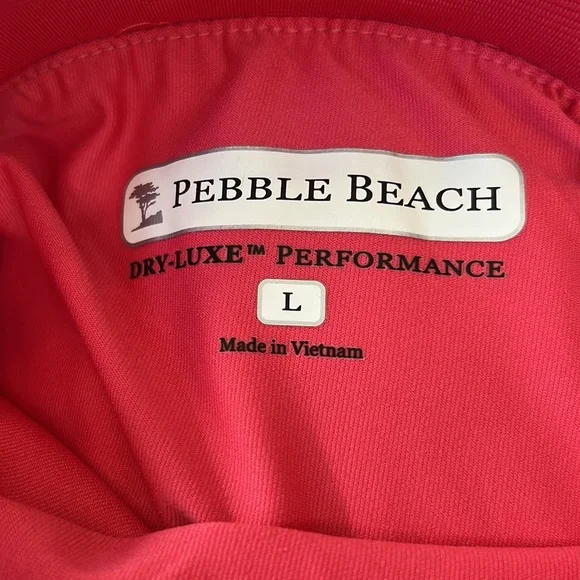 PEBBLE BEACH
DRY-LUXE™ PERFORMANCE
L
Made in Vietnam